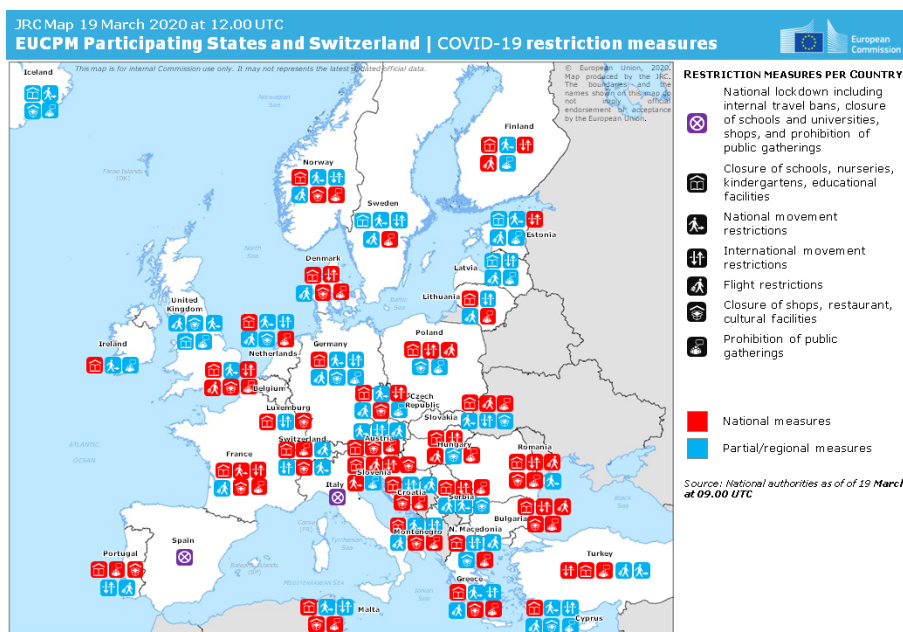 JRC Map 19 March 2020 at 12.00 UTC
EUCPM Participating States and Switzerland | COVID-19 restriction measures
European
Commission
This map is for internal Commission use only. It may not represents the latest updated official data.
© European Union, 2020.
Map produced by the JRC.
The boundaries and the
names shown on this map do
not imply official
endorsement or acceptance
by the European Union.
Iceland
Norwegian
Sea
Finland
Norway
Faroe Islands
(DK)
Sweden
Estonia
North
Sea
Denmark
Latvia
Baltic
Sea
Lithuania
United
Kingdom
Ireland
Netherlands
Germany
Poland
Belgium
Czech
Republic
Luxemburg
Slovakia
Switzerland
Austria
Hungary
ATLANTIC
OCEAN
France
Romania
Slovenia
Italy
Croatia
Serbia
Black
Sea
Bulgaria
Montenegro
N. Macedonia
Portugal
Spain
Tyrrhenian
Sea
Turkey
MEDITERRANEAN SEA
Ionian
Sea
Greece
Malta
Cyprus
RESTRICTION MEASURES PER COUNTRY
National lockdown including
internal travel bans, closure
of schools and universities,
shops, and prohibition of
public gatherings
Closure of schools, nurseries,
kindergartens, educational
facilities
National movement
restrictions
International movement
restrictions
Flight restrictions
Closure of shops, restaurant,
cultural facilities
Prohibition of public
gatherings
National measures
Partial/regional measures
Source: National authorities as of of 19 March
at 09.00 UTC